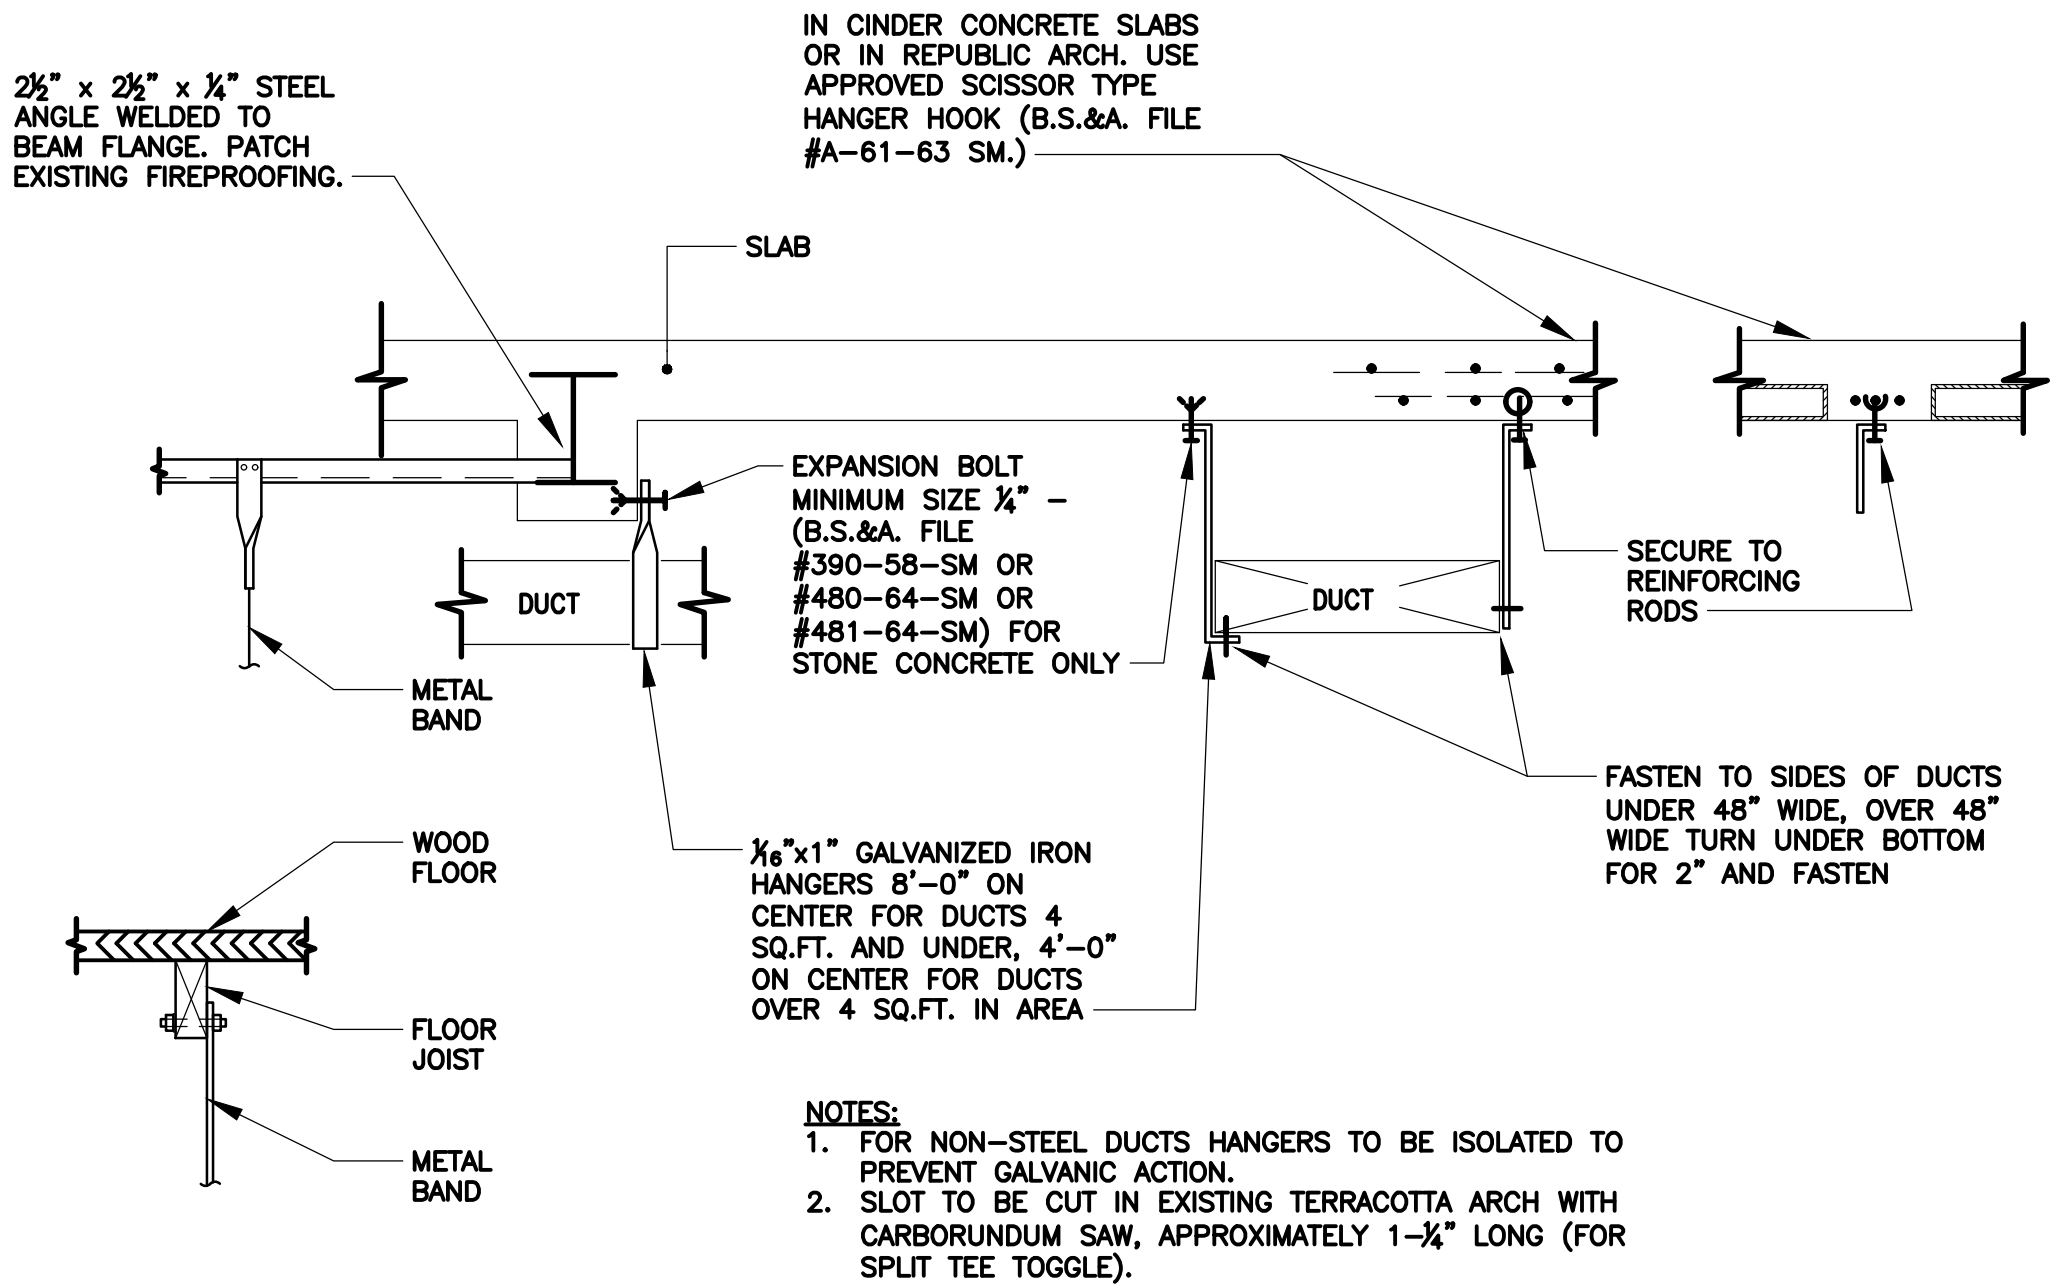 IN CINDER CONCRETE SLABS
OR IN REPUBLIC ARCH. USE
APPROVED SCISSOR TYPE
HANGER HOOK (B.S.&A. FILE
#A-61-63 SM.)
2½" x 2½" x ¼" STEEL
ANGLE WELDED TO
BEAM FLANGE. PATCH
EXISTING FIREPROOFING.
SLAB
EXPANSION BOLT
MINIMUM SIZE ¼" -
(B.S.&A. FILE
#390-58-SM OR
#480-64-SM OR
#481-64-SM) FOR
STONE CONCRETE ONLY
SECURE TO
REINFORCING
RODS
DUCT
DUCT
METAL
BAND
FASTEN TO SIDES OF DUCTS
UNDER 48" WIDE, OVER 48"
WIDE TURN UNDER BOTTOM
FOR 2" AND FASTEN
WOOD
FLOOR
1/16"x1" GALVANIZED IRON
HANGERS 8'-0" ON
CENTER FOR DUCTS 4
SQ.FT. AND UNDER, 4'-0"
ON CENTER FOR DUCTS
OVER 4 SQ.FT. IN AREA
FLOOR
JOIST
METAL
BAND
NOTES:
1. FOR NON-STEEL DUCTS HANGERS TO BE ISOLATED TO
PREVENT GALVANIC ACTION.
2. SLOT TO BE CUT IN EXISTING TERRACOTTA ARCH WITH
CARBORUNDUM SAW, APPROXIMATELY 1-¼" LONG (FOR
SPLIT TEE TOGGLE).